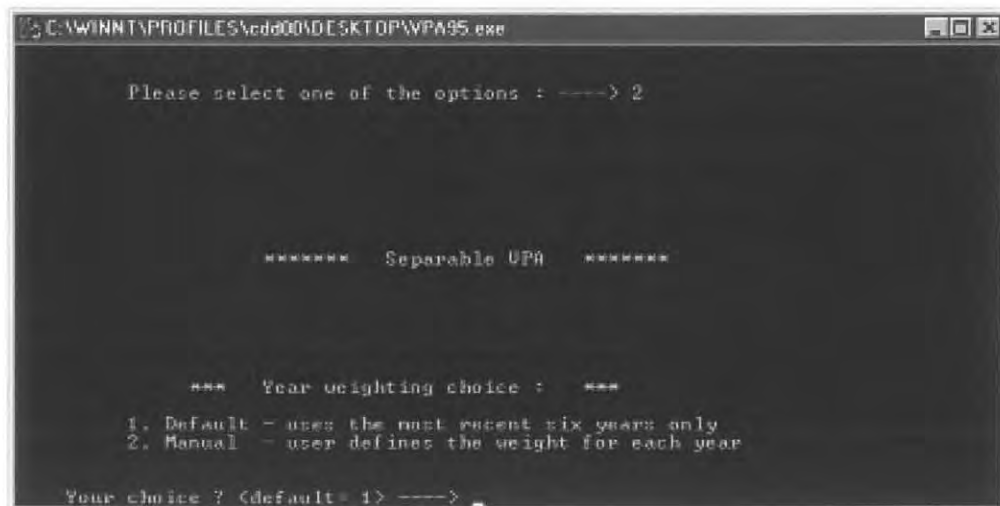 C:\WINNT\PROFILES\cdd00\DESKTOP\VPA95.exe
Please select one of the options : ----> 2
******* Separable VPA *******
*** Year weighting choice : ***
1. Default - uses the most recent six years only
2. Manual - user defines the weight for each year
Your choice ? (default= 1) ----> _